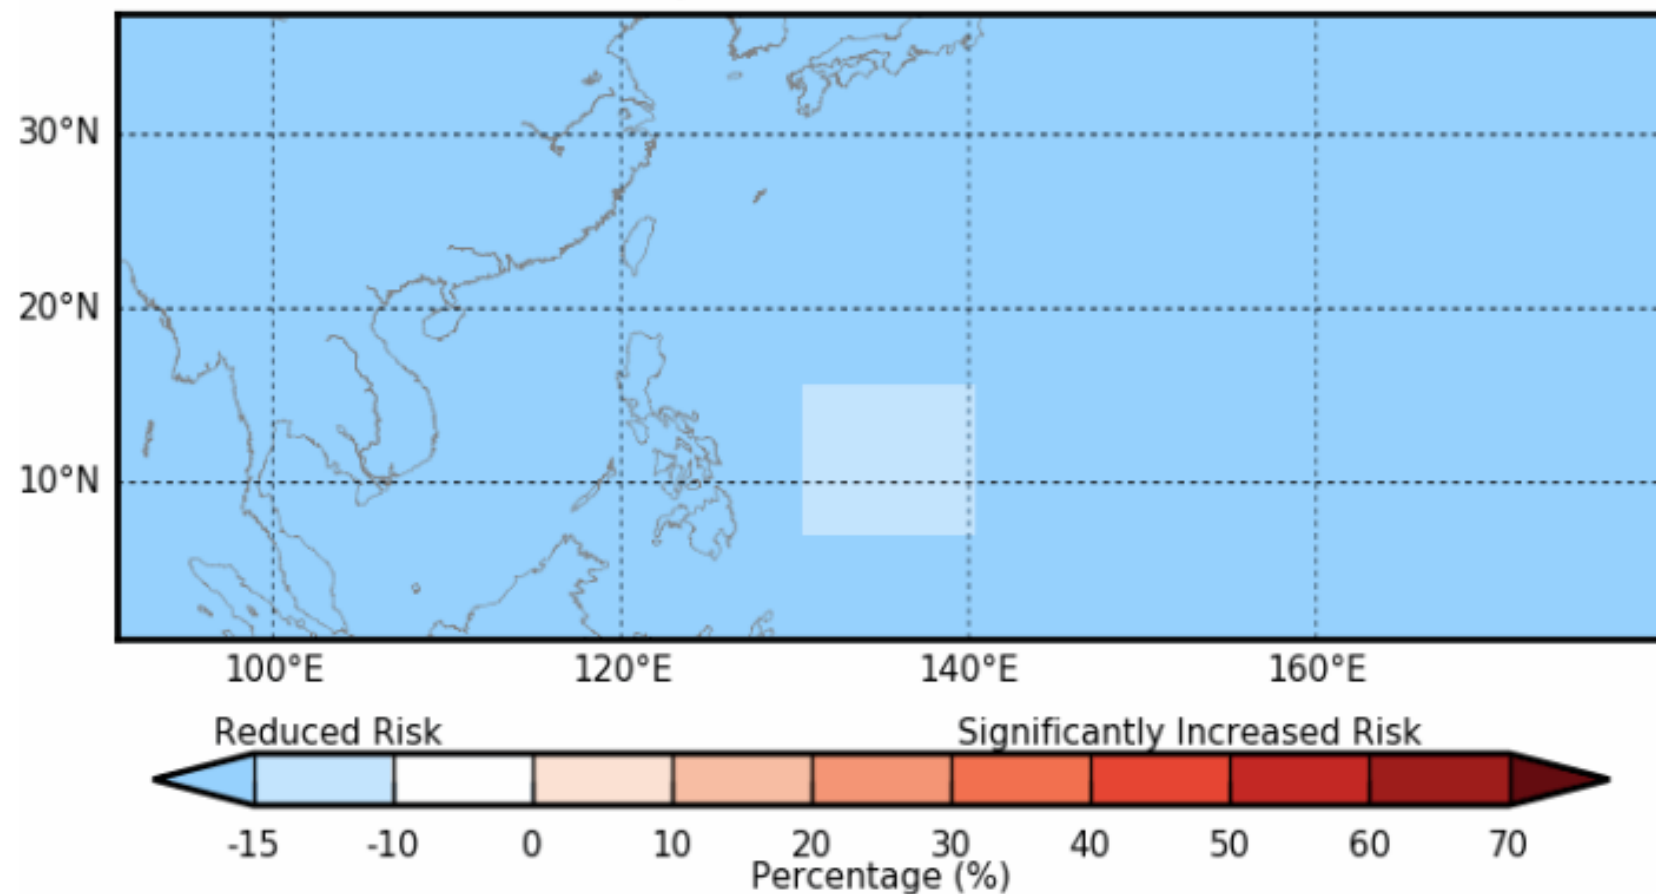 30°N
20°N
10°N
100°E 120°E 140°E 160°E
Reduced Risk Significantly Increased Risk
-15 -10 0 10 20 30 40 50 60 70
Percentage (%)